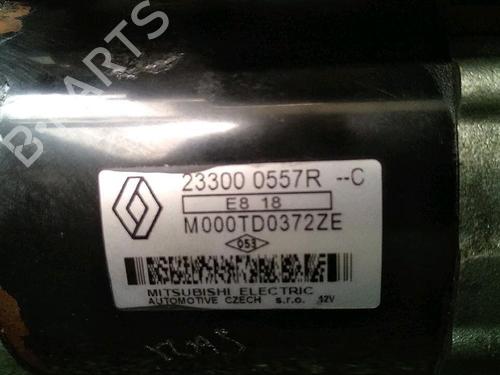 B-PARTS
23300 0557R --C
E8 18
M000TD0372ZE
053
MITSUBISHI ELECTRIC
AUTOMOTIVE CZECH s.r.o. 12V